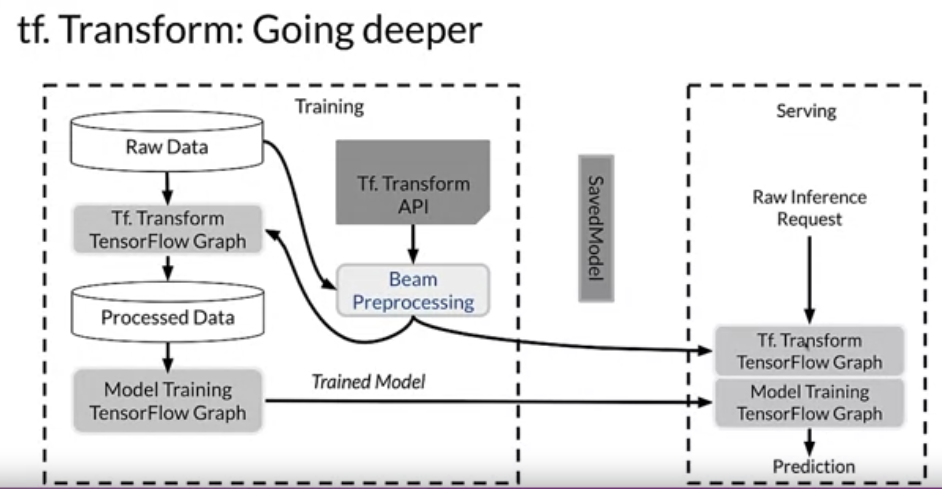 tf. Transform: Going deeper
Training
Raw Data
Tf. Transform
TensorFlow Graph
Processed Data
Model Training
TensorFlow Graph
Tf. Transform
API
Beam
Preprocessing
Trained Model
SavedModel
Serving
Raw Inference
Request
Tf. Transform
TensorFlow Graph
Model Training
TensorFlow Graph
Prediction